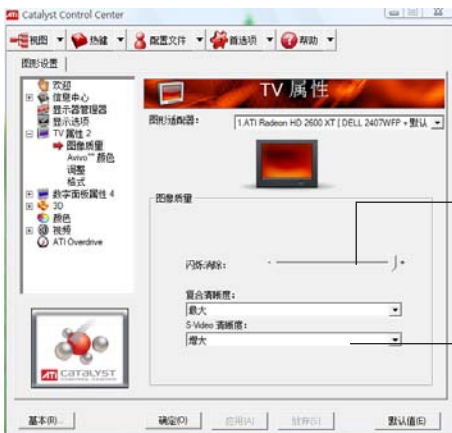 ATI Catalyst Control Center
视图
热键
配置文件
首选项
帮助
图形设置
欢迎
信息中心
显示器管理器
显示选项
TV 属性 2
图像质量
Avivo™ 颜色
调整
格式
数字面板属性 4
3D
颜色
视频
ATI Overdrive
TV 属性
图形适配器：
1.ATI Radeon HD 2600 XT [ DELL 2407WFP + 默认
图像质量
闪烁消除：
- +
复合清晰度：
最大
S-Video 清晰度：
增大
ATI CATALYST
CONTROL CENTER
基本(B)...
确定(O)
应用(A)
放弃(S)
默认值(E)